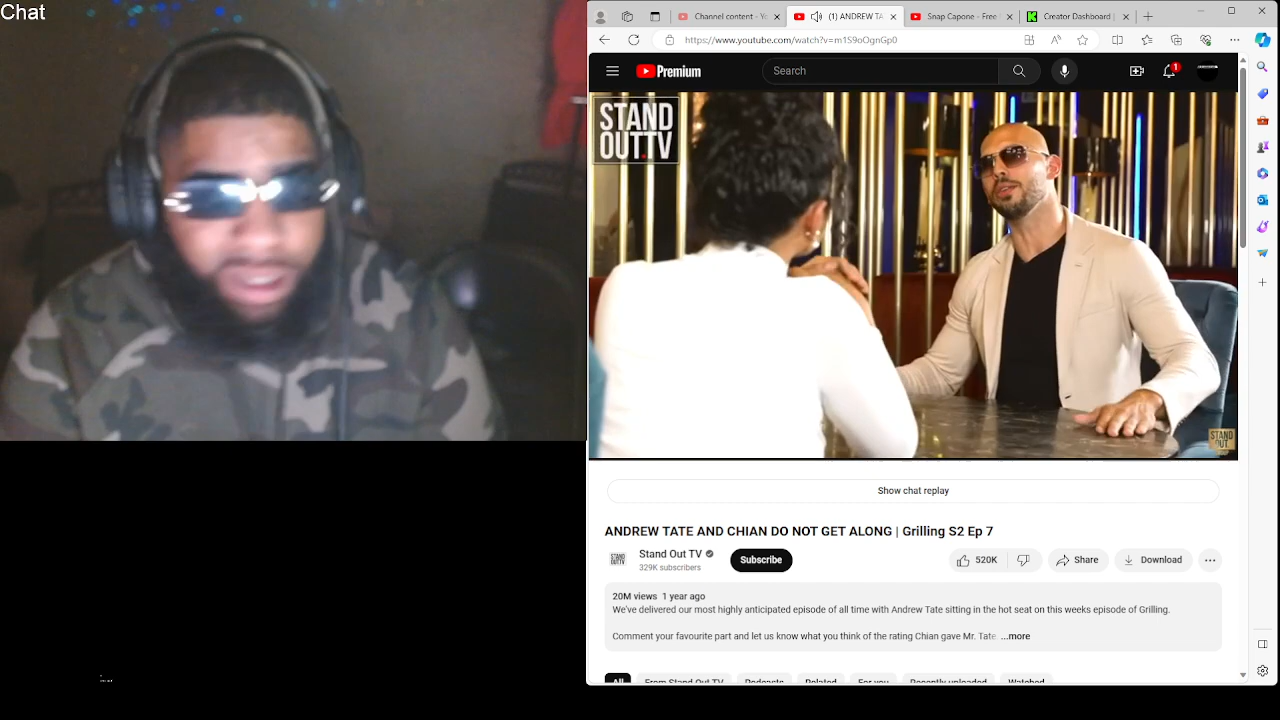 Chat
Channel content - Yo
(1) ANDREW TA
Snap Capone - Free
Creator Dashboard |
https://www.youtube.com/watch?v=m1S9oOgnGp0
Premium
Search
1
STAND
OUT.TV
STAND
OUT
Show chat replay
ANDREW TATE AND CHIAN DO NOT GET ALONG | Grilling S2 Ep 7
Stand Out TV
329K subscribers
Subscribe
520K
Share
Download
20M views 1 year ago
We've delivered our most highly anticipated episode of all time with Andrew Tate sitting in the hot seat on this weeks episode of Grilling.
Comment your favourite part and let us know what you think of the rating Chian gave Mr. Tate. ...more
All
From Stand Out TV
Podcasts
Related
For you
Recently uploaded
Watched